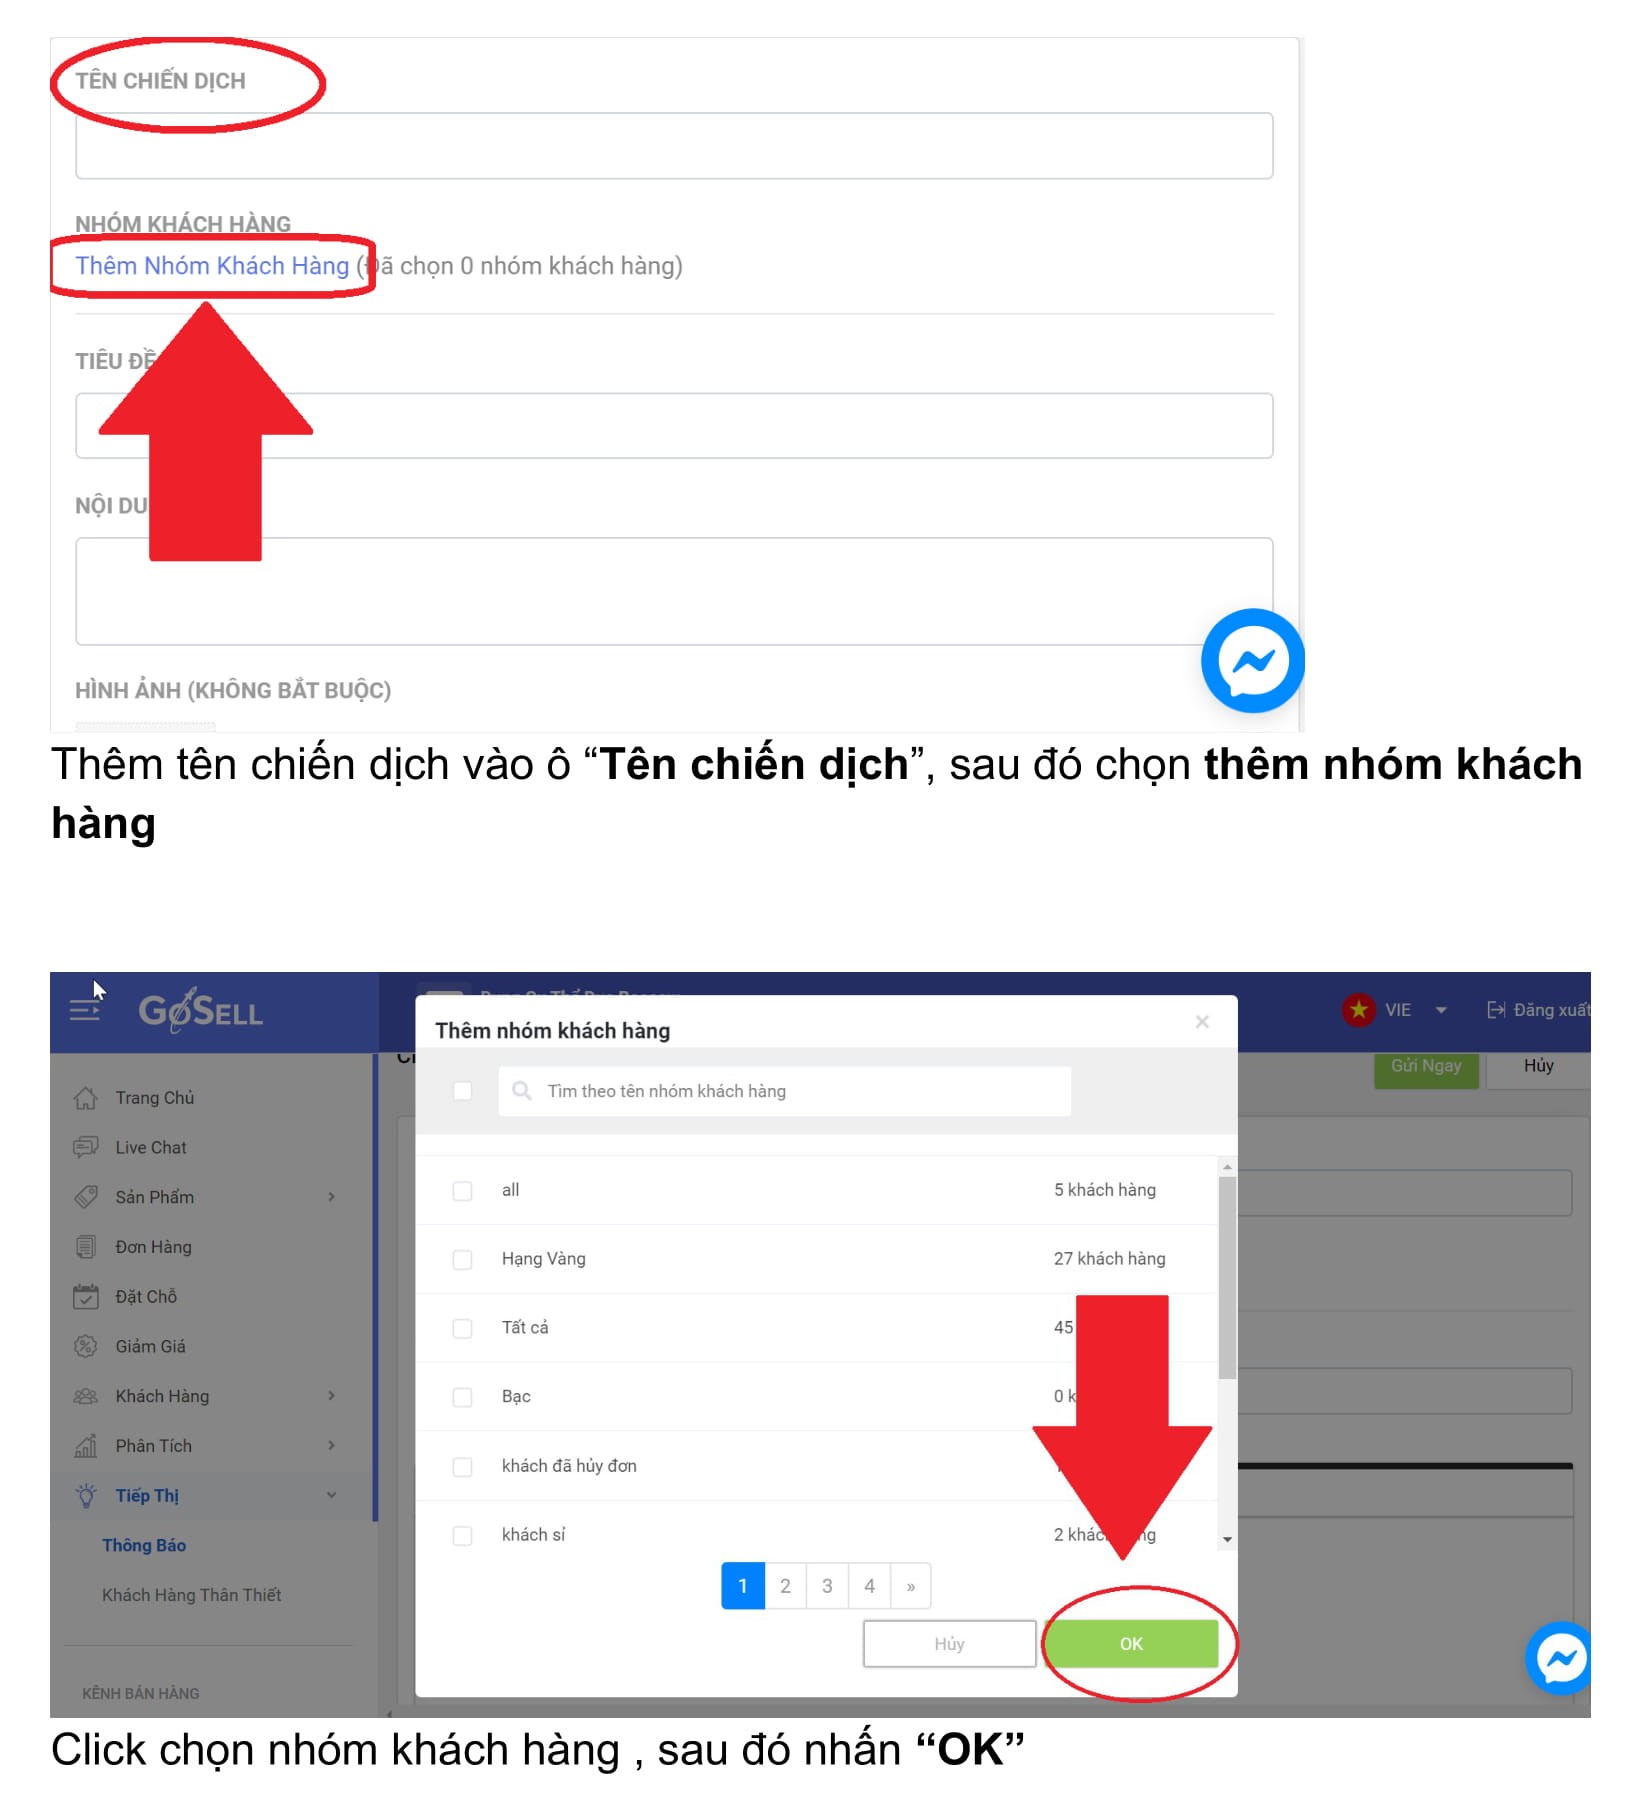 TÊN CHIẾN DỊCH
NHÓM KHÁCH HÀNG
Thêm Nhóm Khách Hàng (Đã chọn 0 nhóm khách hàng)
TIÊU ĐỀ
NỘI DU
HÌNH ẢNH (KHÔNG BẮT BUỘC)
Thêm tên chiến dịch vào ô “Tên chiến dịch”, sau đó chọn thêm nhóm khách
hàng
GOSELL
VIE
Đăng xuất
Gửi Ngay
Hủy
Trang Chủ
Live Chat
Sản Phẩm
Đơn Hàng
Đặt Chỗ
Giảm Giá
Khách Hàng
Phân Tích
Tiếp Thị
Thông Báo
Khách Hàng Thân Thiết
KÊNH BÁN HÀNG
Thêm nhóm khách hàng ×
Tìm theo tên nhóm khách hàng
all 5 khách hàng
Hạng Vàng 27 khách hàng
Tất cả 45
Bạc 0 k
khách đã hủy đơn
khách sỉ 2 khác ng
1 2 3 4 »
Hủy OK
Click chọn nhóm khách hàng , sau đó nhấn “OK”